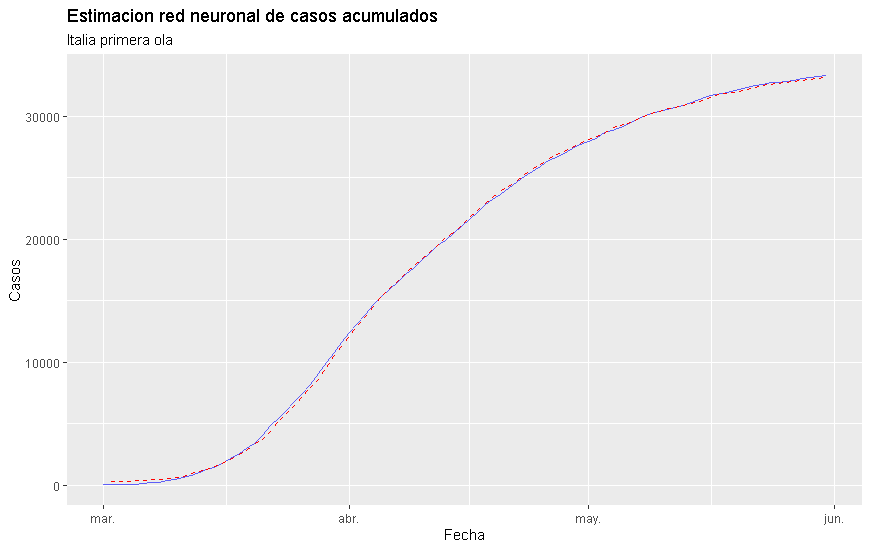 Estimacion red neuronal de casos acumulados
Italia primera ola
30000
20000
10000
0
Casos
mar.
abr.
may.
jun.
Fecha